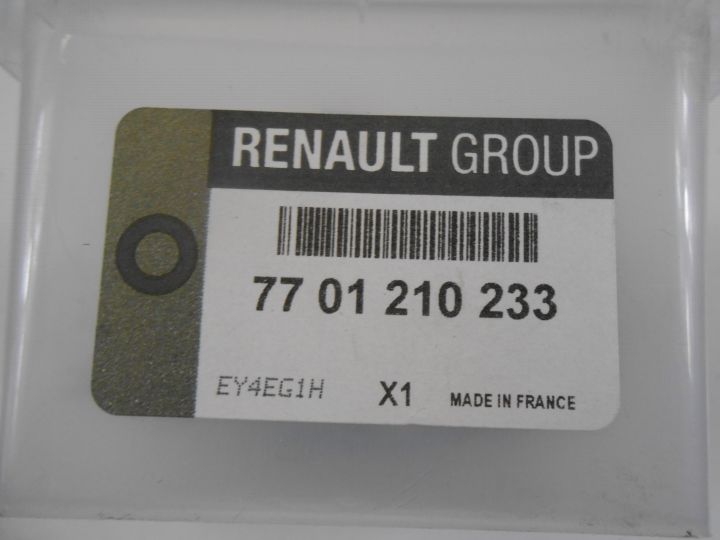 RENAULT GROUP
77 01 210 233
EY4EG1H X1 MADE IN FRANCE